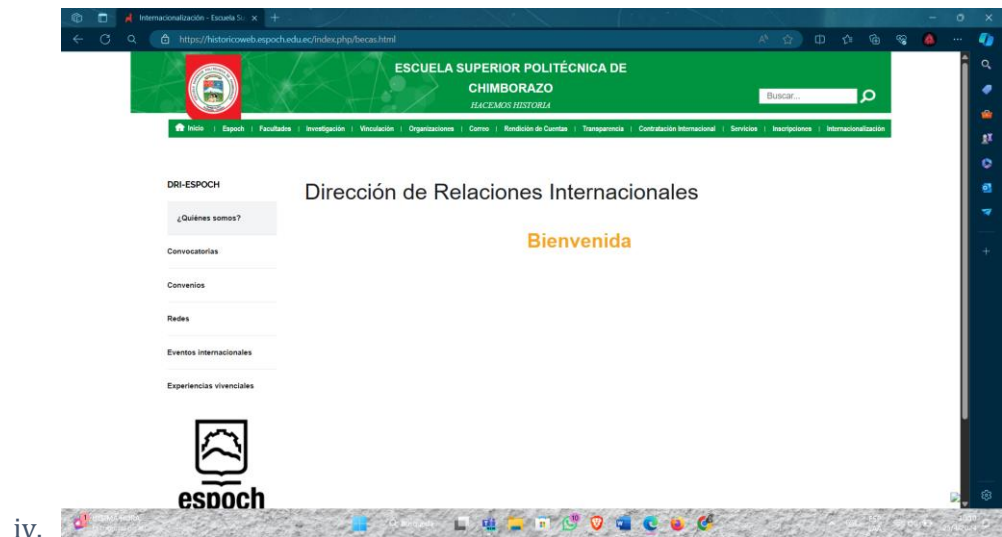 Internacionalización - Escuela Su
https://historicoweb.espoch.edu.ec/index.php/becas.html
ESCUELA SUPERIOR POLITÉCNICA DE
CHIMBORAZO
HACEMOS HISTORIA
Buscar...
Inicio | Espoch | Facultades | Investigación | Vinculación | Organizaciones | Correo | Rendición de Cuentas | Transparencia | Contratación Internacional | Servicios | Inscripciones | Internacionalización
DRI-ESPOCH
Dirección de Relaciones Internacionales
¿Quiénes somos?
Bienvenida
Convocatorias
Convenios
Redes
Eventos internacionales
Experiencias vivenciales
espoch
iv.